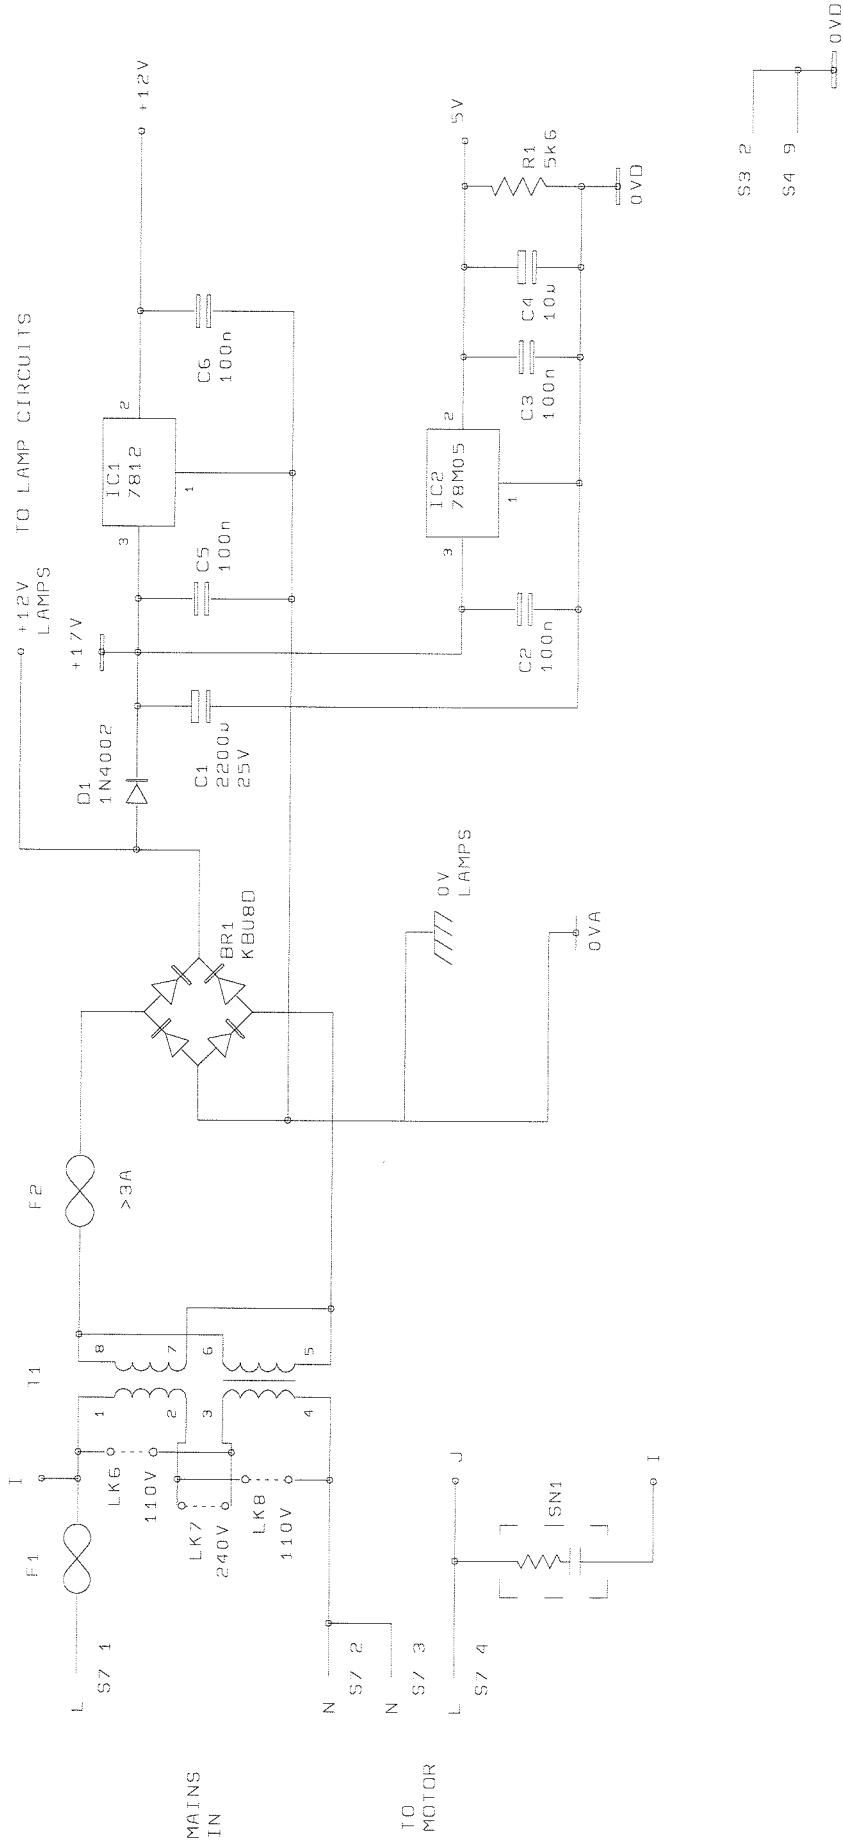 MAINS
IN
TO
MOTOR
L
S7 1
N
S7 2
N
S7 3
L
S7 4
F1
I
LK6
110V
LK7
240V
LK8
110V
J
SN1
I
T1
1
2
3
4
8
7
6
5
F2
>3A
BR1
KBU8D
0V
LAMPS
0VA
D1
1N4002
C1
2200µ
25V
+17V
+12V
LAMPS
TO LAMP CIRCUITS
C5
100n
3
IC1
7812
2
1
C6
100n
+12V
C2
100n
3
IC2
78M05
2
1
C3
100n
C4
10µ
R1
5K6
5V
0VD
S3 2
S4 9
0VD